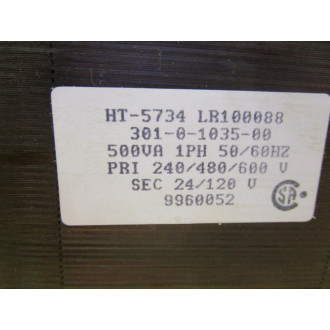 HT-5734 LR100088
301-0-1035-00
500VA 1PH 50/60HZ
PRI 240/480/600 V
SEC 24/120 V
9960052
SA